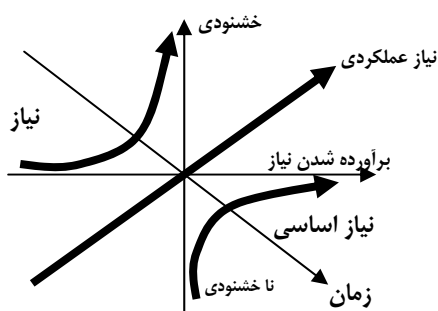 خشنودی
نیاز عملکردی
نیاز
برآورده شدن نیاز
نیاز اساسی
نا خشنودی
زمان